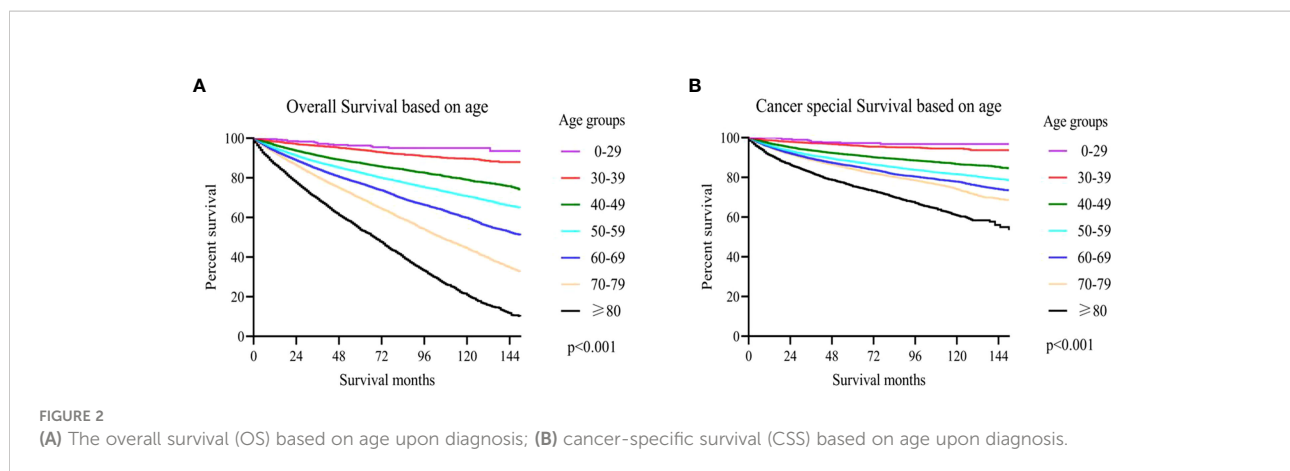 A
Overall Survival based on age
Percent survival
100
80
60
40
20
0
0 24 48 72 96 120 144
Survival months
Age groups
0-29
30-39
40-49
50-59
60-69
70-79
≥80
p<0.001
B
Cancer special Survival based on age
Percent survival
100
80
60
40
20
0
0 24 48 72 96 120 144
Survival months
Age groups
0-29
30-39
40-49
50-59
60-69
70-79
≥80
p<0.001
FIGURE 2
(A) The overall survival (OS) based on age upon diagnosis; (B) cancer-specific survival (CSS) based on age upon diagnosis.